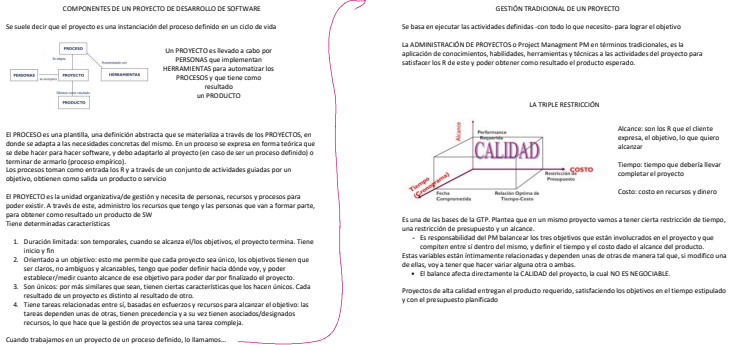 COMPONENTES DE UN PROYECTO DE DESARROLLO DE SOFTWARE
Se suele decir que el proyecto es una instanciación del proceso definido en un ciclo de vida
PROCESO
Se adapta
Automatizado con
PERSONAS
PROYECTO
HERRAMIENTAS
Obtiene como resultado
PRODUCTO
Un PROYECTO es llevado a cabo por
PERSONAS que implementan
HERRAMIENTAS para automatizar los
PROCESOS y que tiene como
resultado
un PRODUCTO
El PROCESO es una plantilla, una definición abstracta que se materializa a través de los PROYECTOS, en
donde se adapta a las necesidades concretas del mismo. En un proceso se expresa en forma teórica que
se debe hacer para hacer software, y debo adaptarlo al proyecto (en caso de ser un proceso definido) o
terminar de armarlo (proceso empírico).
Los procesos toman como entrada los R y a través de un conjunto de actividades guiadas por un
objetivo, obtienen como salida un producto o servicio
El PROYECTO es la unidad organizativa/de gestión y necesita de personas, recursos y procesos para
poder existir. A través de este, administro los recursos que tengo y las personas que van a formar parte,
para obtener como resultado un producto de SW
Tiene determinadas características
1. Duración limitada: son temporales, cuando se alcanza el/los objetivos, el proyecto termina. Tiene
inicio y fin
2. Orientado a un objetivo: esto me permite que cada proyecto sea único, los objetivos tienen que
ser claros, no ambiguos y alcanzables, tengo que poder definir hacia dónde voy, y poder
establecer/medir cuanto alcance de ese objetivo para poder dar por finalizado el proyecto.
3. Son únicos: por más similares que sean, tienen ciertas características que los hacen únicos. Cada
resultado de un proyecto es distinto al resultado de otro.
4. Tiene tareas relacionadas entre sí, basadas en esfuerzos y recursos para alcanzar el objetivo: las
tareas dependen unas de otras, tienen precedencia y a su vez tienen asociados/designados
recursos, lo que hace que la gestión de proyectos sea una tarea compleja.
Cuando trabajamos en un proyecto de un proceso definido, lo llamamos...
GESTIÓN TRADICIONAL DE UN PROYECTO
Se basa en ejecutar las actividades definidas -con todo lo que necesito- para lograr el objetivo
La ADMINISTRACIÓN DE PROYECTOS o Project Managment PM en términos tradicionales, es la
aplicación de conocimientos, habilidades, herramientas y técnicas a las actividades del proyecto para
satisfacer los R de este y poder obtener como resultado el producto esperado.
LA TRIPLE RESTRICCIÓN
Alcance
Performance
Requerida
CALIDAD
COSTO
Restricción de
Presupuesto
Tiempo
(Cronograma)
Fecha
Comprometida
Relación Optima de
Tiempo-Costo
Alcance: son los R que el cliente
expresa, el objetivo, lo que quiero
alcanzar
Tiempo: tiempo que debería llevar
completar el proyecto
Costo: costo en recursos y dinero
Es una de las bases de la GTP. Plantea que en un mismo proyecto vamos a tener cierta restricción de tiempo,
una restricción de presupuesto y un alcance.
- Es responsabilidad del PM balancear los tres objetivos que están involucrados en el proyecto y que
compiten entre sí dentro del mismo, y definir el tiempo y el costo dado el alcance del producto.
Estas variables están íntimamente relacionadas y dependen unas de otras de manera tal que, si modifico una
de ellas, voy a tener que hacer variar alguna otra o ambas.
• El balance afecta directamente la CALIDAD del proyecto, la cual NO ES NEGOCIABLE.
Proyectos de alta calidad entregan el producto requerido, satisfaciendo los objetivos en el tiempo estipulado
y con el presupuesto planificado